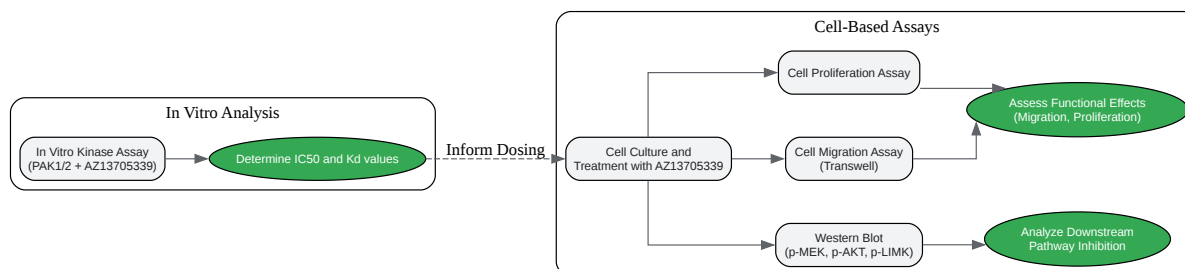 In Vitro Analysis
In Vitro Kinase Assay
(PAK1/2 + AZ13705339)
Determine IC50 and Kd values
Inform Dosing
Cell-Based Assays
Cell Culture and
Treatment with AZ13705339
Cell Proliferation Assay
Cell Migration Assay
(Transwell)
Western Blot
(p-MEK, p-AKT, p-LIMK)
Assess Functional Effects
(Migration, Proliferation)
Analyze Downstream
Pathway Inhibition